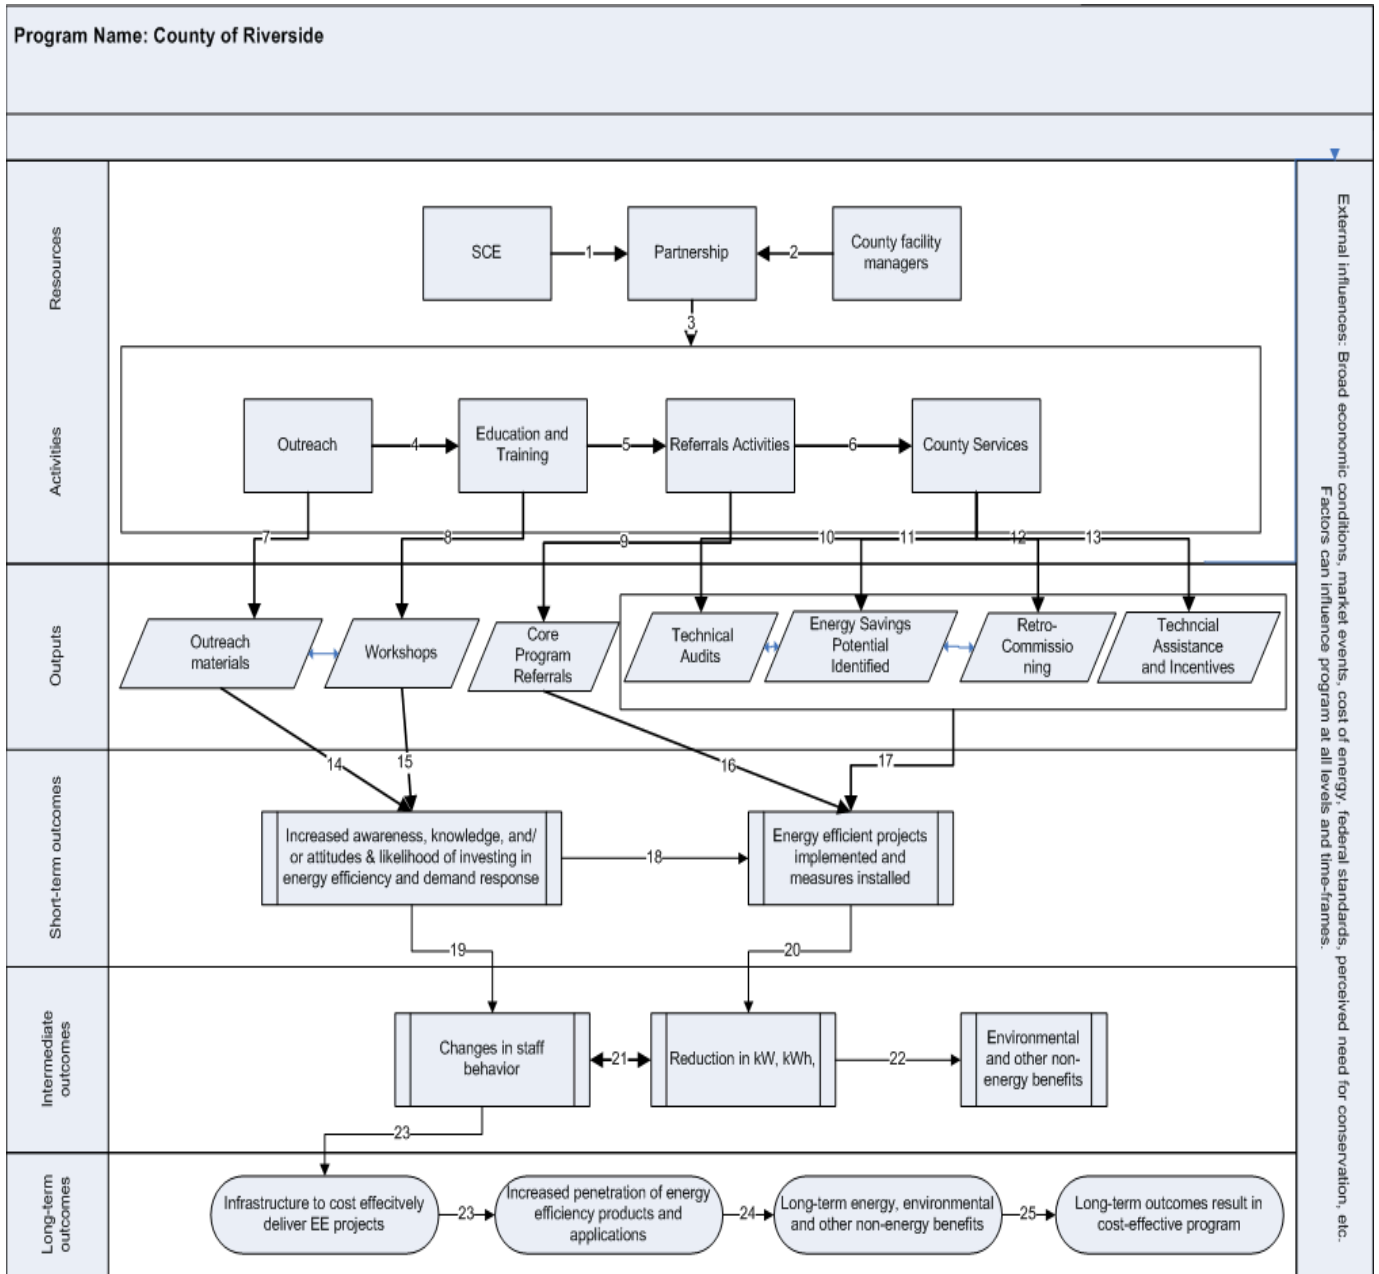 Program Name: County of Riverside
External influences: Broad economic conditions, market events, cost of energy, federal standards, perceived need for conservation, etc.
Factors can influence program at all levels and time-frames.
Resources
SCE
1
Partnership
2
County facility
managers
3
Activities
Outreach
4
Education and
Training
5
Referrals Activities
6
County Services
7
8
9
10
11
12
13
Outputs
Outreach
materials
Workshops
Core
Program
Referrals
Technical
Audits
Energy Savings
Potential
Identified
Retro-
Commissio
ning
Techncial
Assistance
and Incentives
14
15
16
17
Short-term outcomes
Increased awareness, knowledge, and/
or attitudes & likelihood of investing in
energy efficiency and demand response
18
Energy efficient projects
implemented and
measures installed
19
20
Intermediate
outcomes
Changes in staff
behavior
21
Reduction in kW, kWh,
22
Environmental
and other non-
energy benefits
23
Long-term
outcomes
Infrastructure to cost effecitvely
deliver EE projects
23
Increased penetration of energy
efficiency products and
applications
24
Long-term energy, environmental
and other non-energy benefits
25
Long-term outcomes result in
cost-effective program